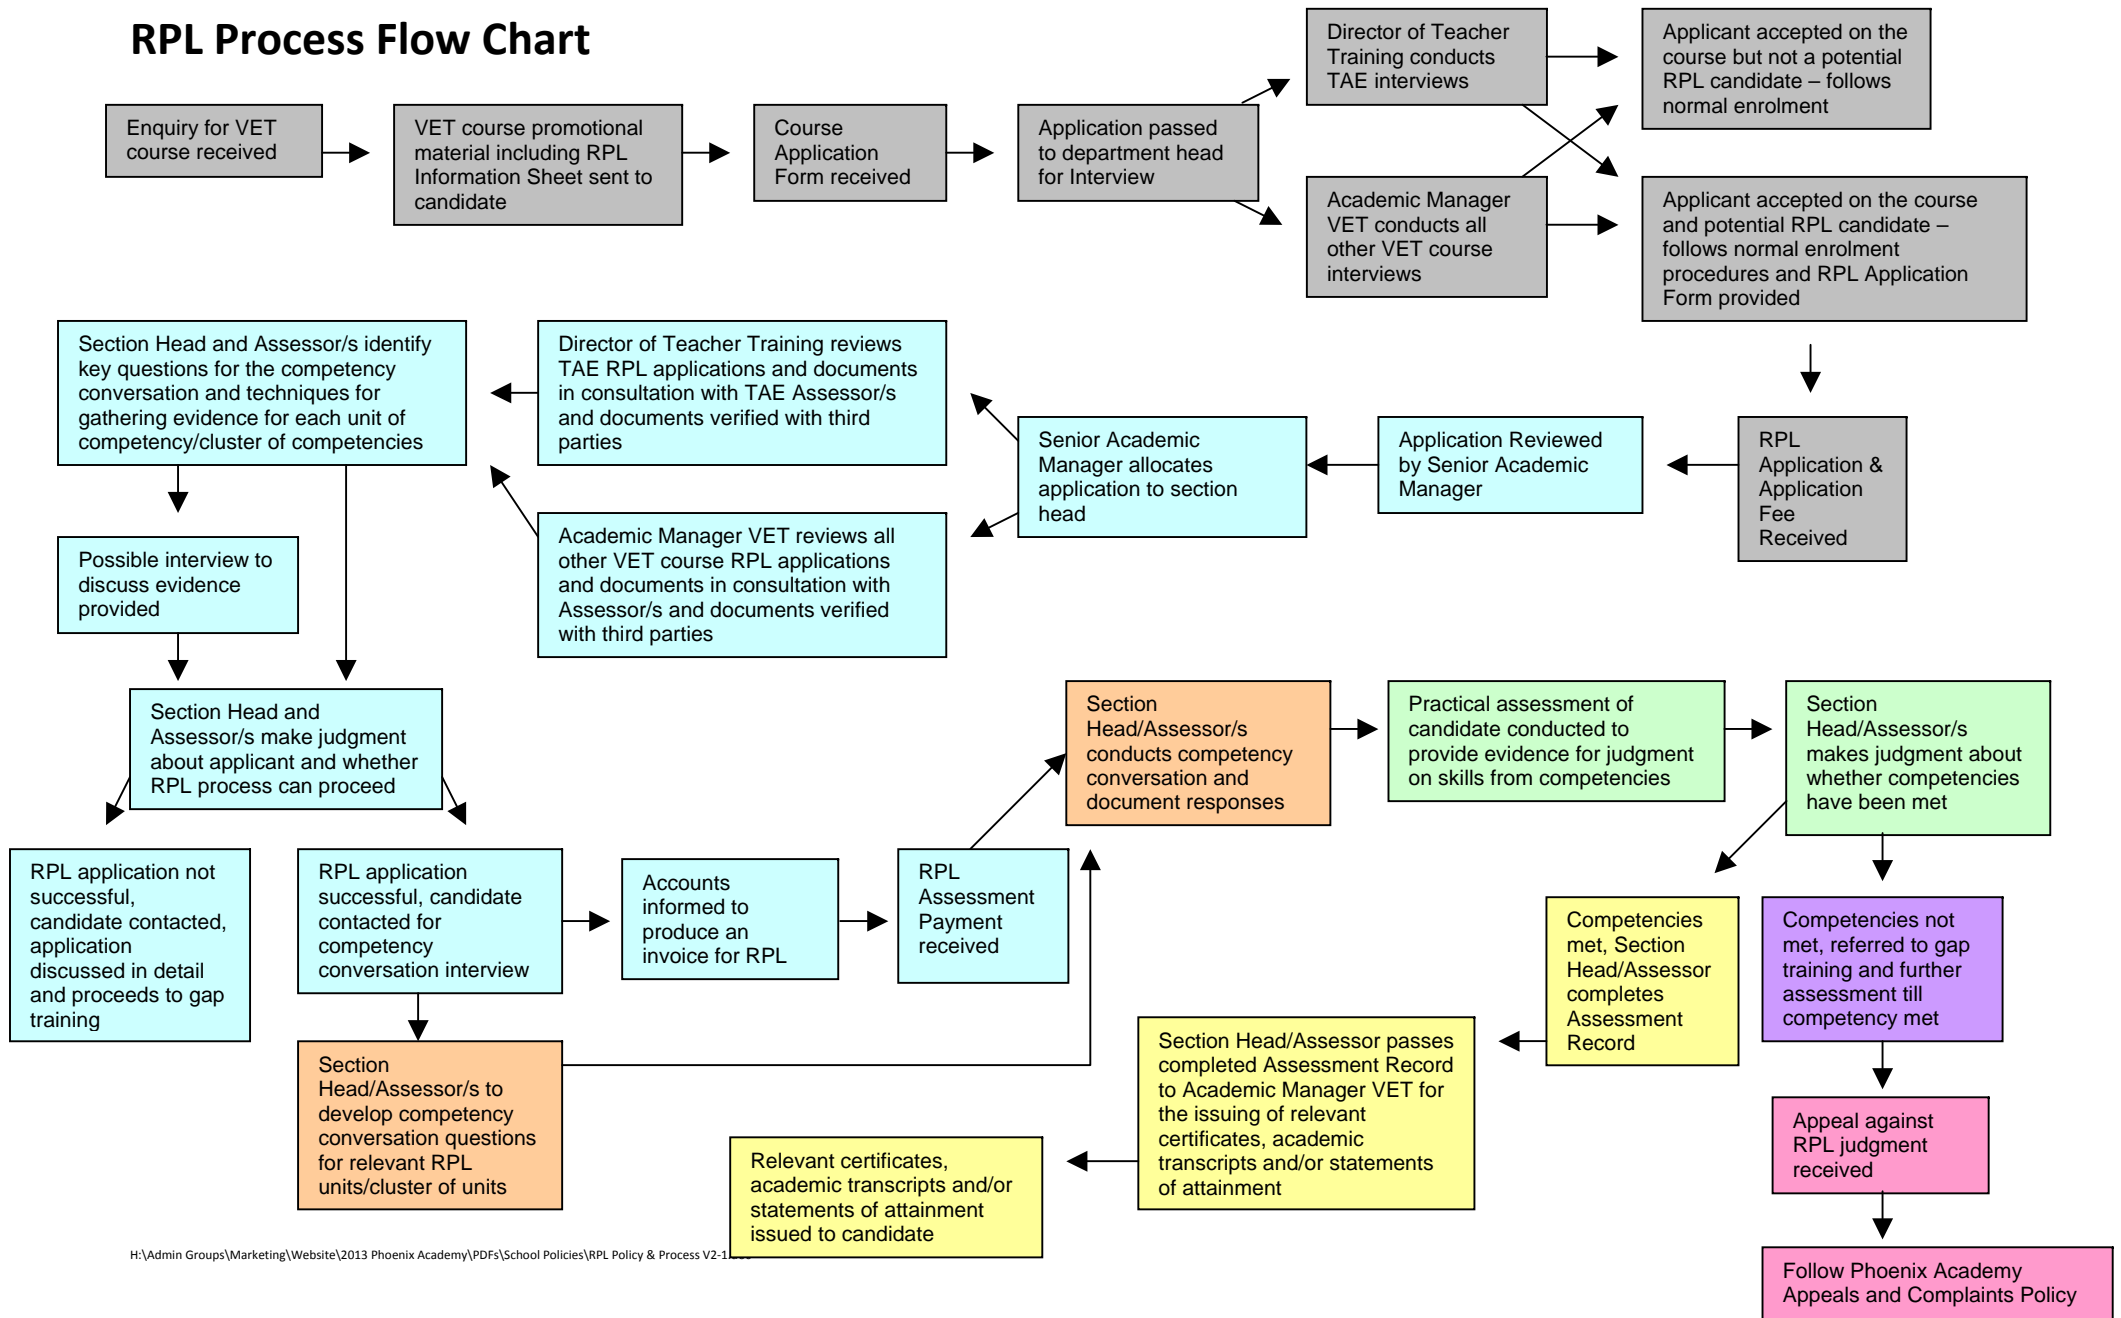 RPL Process Flow Chart
Enquiry for VET
course received
VET course promotional
material including RPL
Information Sheet sent to
candidate
Course
Application
Form received
Application passed
to department head
for Interview
Director of Teacher
Training conducts
TAE interviews
Applicant accepted on the
course but not a potential
RPL candidate – follows
normal enrolment
Academic Manager
VET conducts all
other VET course
interviews
Applicant accepted on the course
and potential RPL candidate –
follows normal enrolment
procedures and RPL Application
Form provided
Section Head and Assessor/s identify
key questions for the competency
conversation and techniques for
gathering evidence for each unit of
competency/cluster of competencies
Director of Teacher Training reviews
TAE RPL applications and documents
in consultation with TAE Assessor/s
and documents verified with third
parties
Senior Academic
Manager allocates
application to section
head
Application Reviewed
by Senior Academic
Manager
RPL
Application &
Application
Fee
Received
Academic Manager VET reviews all
other VET course RPL applications
and documents in consultation with
Assessor/s and documents verified
with third parties
Possible interview to
discuss evidence
provided
Section Head and
Assessor/s make judgment
about applicant and whether
RPL process can proceed
Section
Head/Assessor/s
conducts competency
conversation and
document responses
Practical assessment of
candidate conducted to
provide evidence for judgment
on skills from competencies
Section
Head/Assessor/s
makes judgment about
whether competencies
have been met
RPL application not
successful,
candidate contacted,
application
discussed in detail
and proceeds to gap
training
RPL application
successful, candidate
contacted for
competency
conversation interview
Accounts
informed to
produce an
invoice for RPL
RPL
Assessment
Payment
received
Competencies
met, Section
Head/Assessor
completes
Assessment
Record
Competencies not
met, referred to gap
training and further
assessment till
competency met
Section
Head/Assessor/s to
develop competency
conversation questions
for relevant RPL
units/cluster of units
Section Head/Assessor passes
completed Assessment Record
to Academic Manager VET for
the issuing of relevant
certificates, academic
transcripts and/or statements
of attainment
Relevant certificates,
academic transcripts and/or
statements of attainment
issued to candidate
Appeal against
RPL judgment
received
Follow Phoenix Academy
Appeals and Complaints Policy
H:\Admin Groups\Marketing\Website\2013 Phoenix Academy\PDFs\School Policies\RPL Policy & Process V2-1